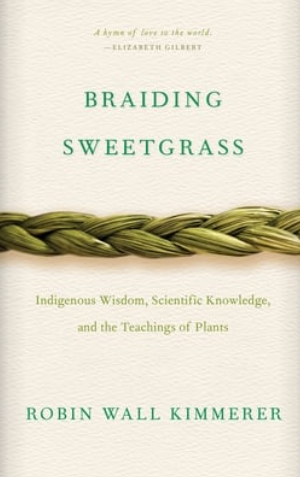 A hymn of love to the world.
—ELIZABETH GILBERT
BRAIDING
SWEETGRASS
Indigenous Wisdom, Scientific Knowledge,
and the Teachings of Plants
ROBIN WALL KIMMERER